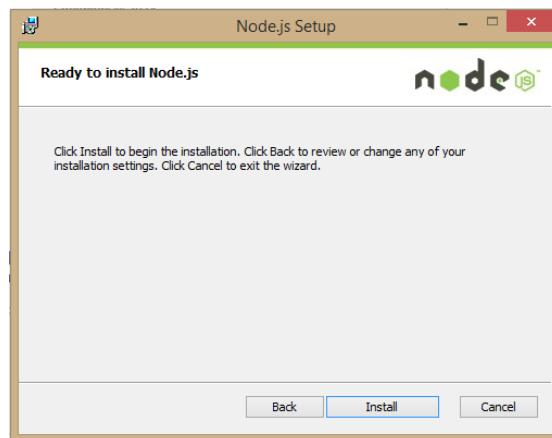 Node.js Setup
Ready to install Node.js
node JS
Click Install to begin the installation. Click Back to review or change any of your
installation settings. Click Cancel to exit the wizard.
Back Install Cancel